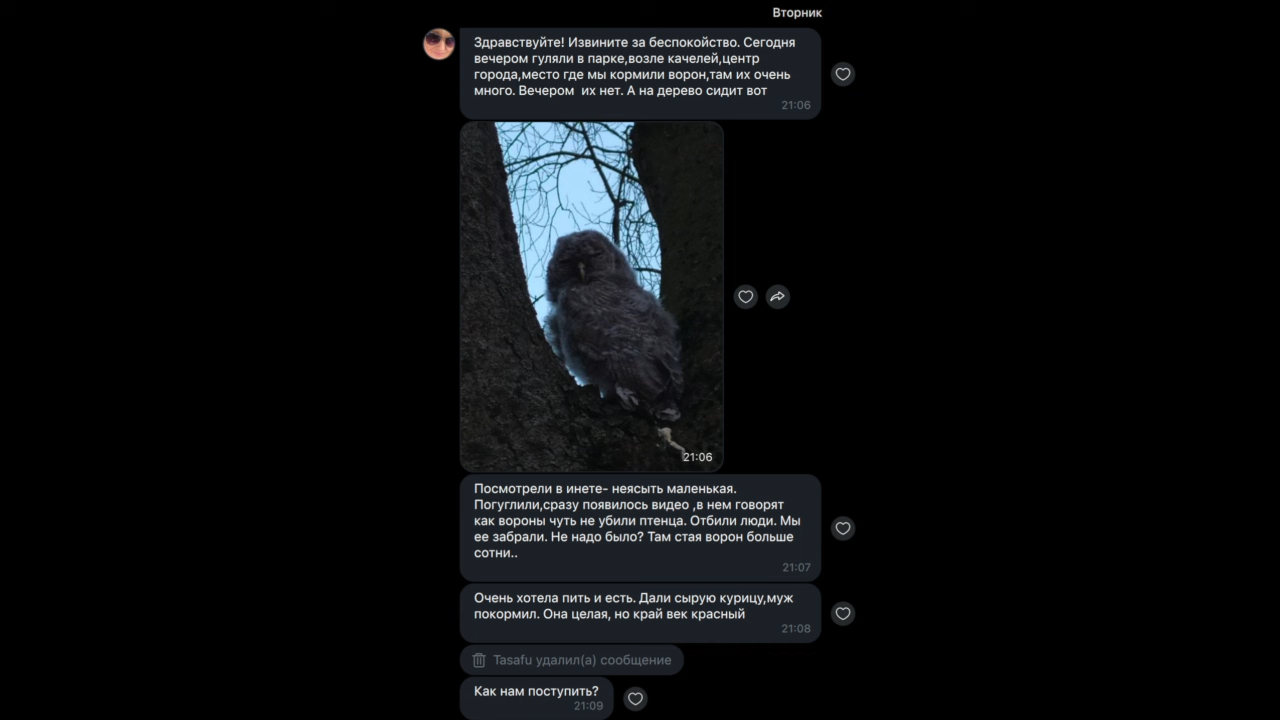 Вторник
Здравствуйте! Извините за беспокойство. Сегодня
вечером гуляли в парке,возле качелей,центр
города,место где мы кормили ворон,там их очень
много. Вечером  их нет. А на дерево сидит вот
21:06
21:06
Посмотрели в инете- неясыть маленькая.
Погуглили,сразу появилось видео ,в нем говорят
как вороны чуть не убили птенца. Отбили люди. Мы
ее забрали. Не надо было? Там стая ворон больше
сотни..
21:07
Очень хотела пить и есть. Дали сырую курицу,муж
покормил. Она целая, но край век красный
21:08
Tasafu удалил(а) сообщение
Как нам поступить?
21:09